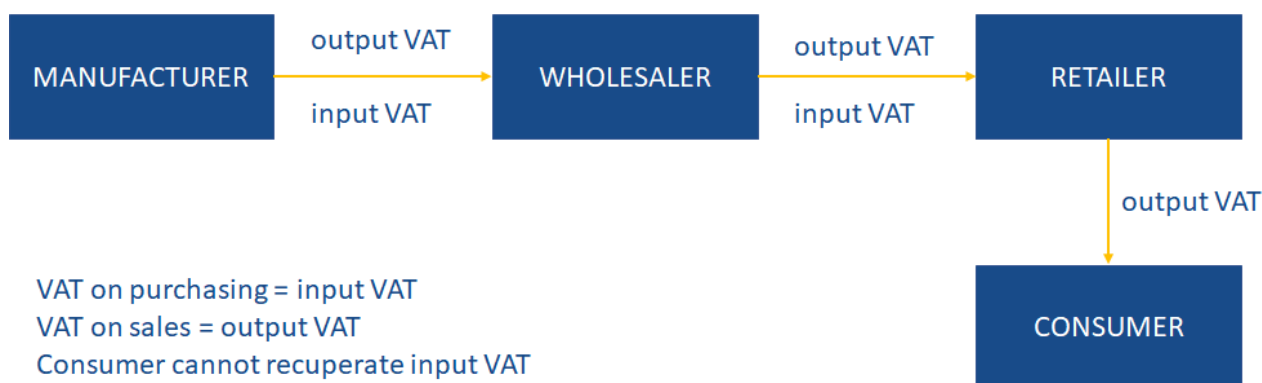 MANUFACTURER
output VAT
input VAT
WHOLESALER
output VAT
input VAT
RETAILER
output VAT
CONSUMER
VAT on purchasing = input VAT
VAT on sales = output VAT
Consumer cannot recuperate input VAT